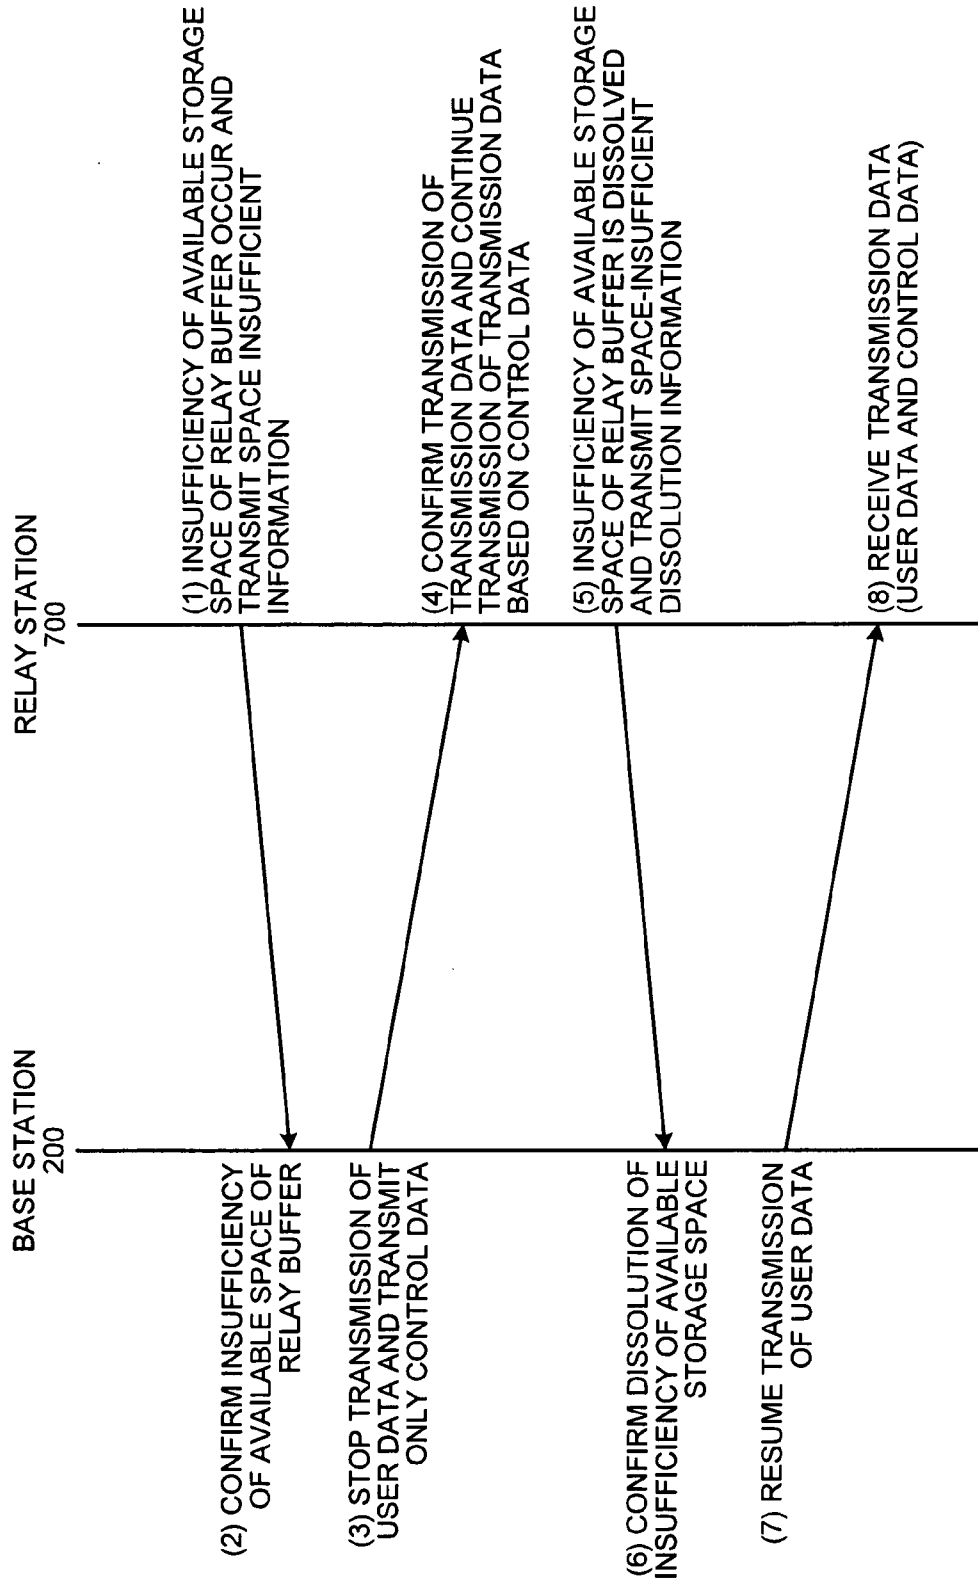 BASE STATION
200
RELAY STATION
700
(1) INSUFFICIENCY OF AVAILABLE STORAGE
SPACE OF RELAY BUFFER OCCUR AND
TRANSMIT SPACE INSUFFICIENT
INFORMATION
(2) CONFIRM INSUFFICIENCY
OF AVAILABLE SPACE OF
RELAY BUFFER
(3) STOP TRANSMISSION OF
USER DATA AND TRANSMIT
ONLY CONTROL DATA
(4) CONFIRM TRANSMISSION OF
TRANSMISSION DATA AND CONTINUE
TRANSMISSION OF TRANSMISSION DATA
BASED ON CONTROL DATA
(5) INSUFFICIENCY OF AVAILABLE STORAGE
SPACE OF RELAY BUFFER IS DISSOLVED
AND TRANSMIT SPACE-INSUFFICIENT
DISSOLUTION INFORMATION
(6) CONFIRM DISSOLUTION OF
INSUFFICIENCY OF AVAILABLE
STORAGE SPACE
(7) RESUME TRANSMISSION
OF USER DATA
(8) RECEIVE TRANSMISSION DATA
(USER DATA AND CONTROL DATA)